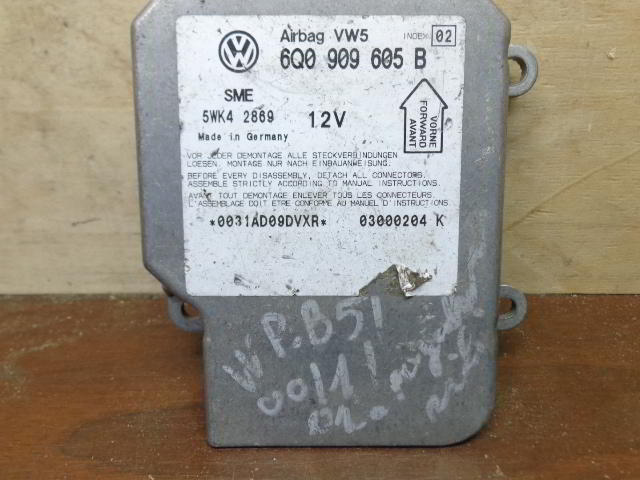 Airbag VW5 INDEX 02
6Q0 909 605 B
SME
5WK4 2869 12V
Made in Germany
VORNE
FORWARD
AVANT
VOR JEDER DEMONTAGE ALLE STECKVERBINDUNGEN
LOESEN. MONTAGE NUR NACH EINBAUANWEISUNG.
BEFORE EVERY DISASSEMBLY, DETACH ALL CONNECTORS.
ASSEMBLE STRICTLY ACCORDING TO MANUAL INSTRUCTIONS.
AVANT TOUT DEMONTAGE ENLEVER TOUS LES CONNECTEURS.
L'ASSEMBLAGE DOIT ETRE CONFORME AU MANUEL D'INSTRUCTIONS.
*0031AD09DVXR* 03000204 K
W P.B5!